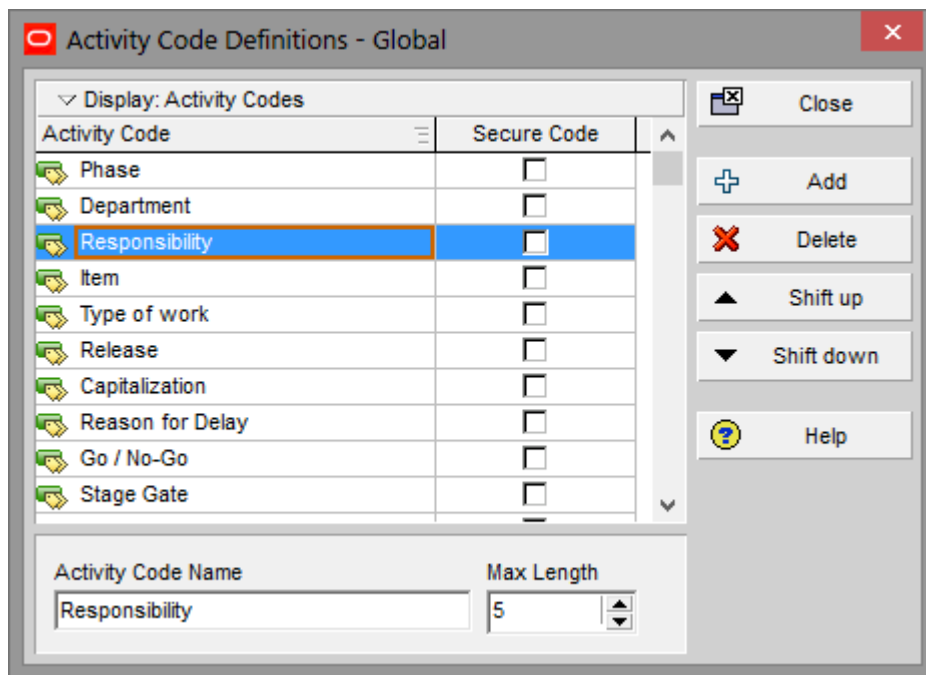 Activity Code Definitions - Global
Display: Activity Codes
Activity Code Secure Code
Phase
Department
Responsibility
Item
Type of work
Release
Capitalization
Reason for Delay
Go / No-Go
Stage Gate
Close
Add
Delete
Shift up
Shift down
Help
Activity Code Name Max Length
Responsibility 5